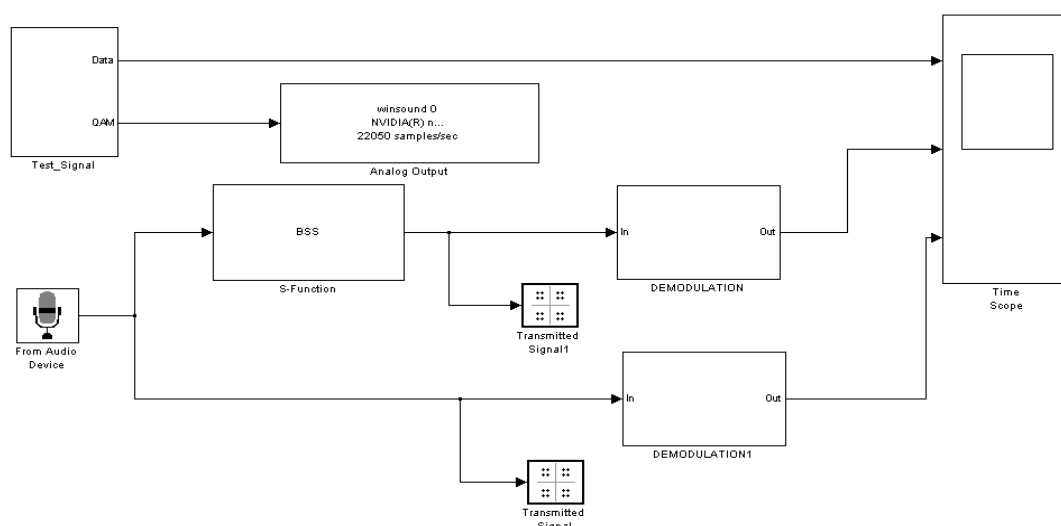 Data
QAM
Test_Signal
winsound 0
NVIDIA(R) n...
22050 samples/sec
Analog Output
BSS
S-Function
In
Out
DEMODULATION
Time
Scope
From Audio
Device
Transmitted
Signal1
In
Out
DEMODULATION1
Transmitted
Signal